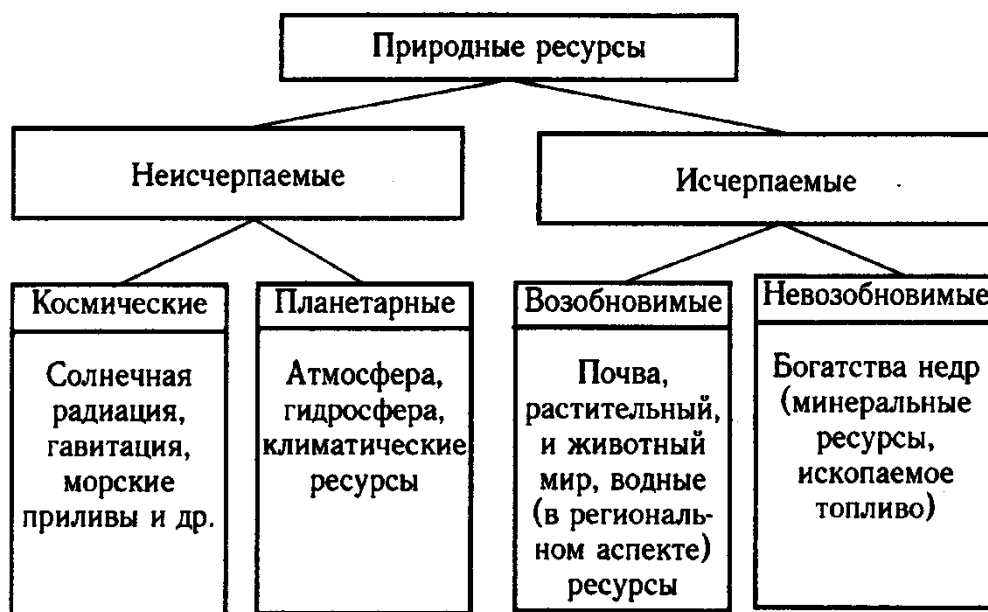 Природные ресурсы
Неисчерпаемые
Исчерпаемые
Космические
Солнечная
радиация,
гавитация,
морские
приливы и др.
Планетарные
Атмосфера,
гидросфера,
климатические
ресурсы
Возобновимые
Почва,
растительный,
и животный
мир, водные
(в региональ-
ном аспекте)
ресурсы
Невозобновимые
Богатства недр
(минеральные
ресурсы,
ископаемое
топливо)